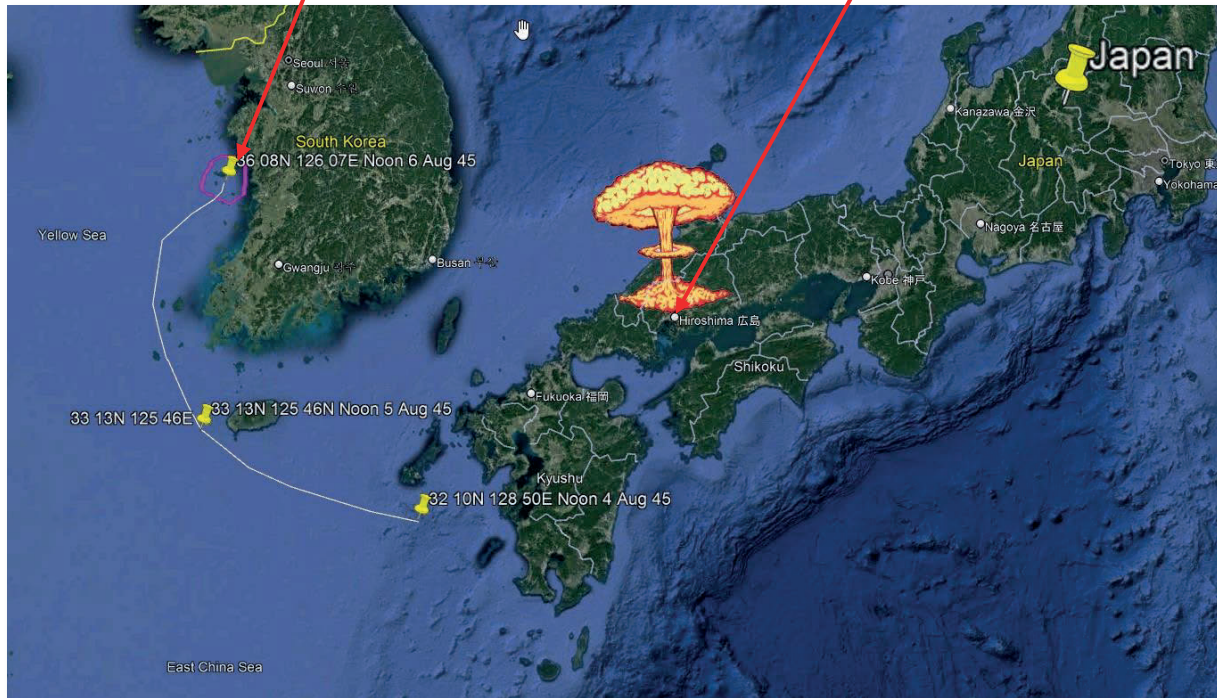 Seoul 서울
Suwon 수원
Japan
Kanazawa 金沢
South Korea
36 08N 126 07E Noon 6 Aug 45
Japan
Tokyo 東
Yokohama
Yellow Sea
Nagoya 名古屋
Gwangju
Busan 부산
Kobe 神戸
Hiroshima 広島
Shikoku
Fukuoka 福岡
33 13N 125 46E
33 13N 125 46N Noon 5 Aug 45
Kyushu
32 10N 128 50E Noon 4 Aug 45
East China Sea